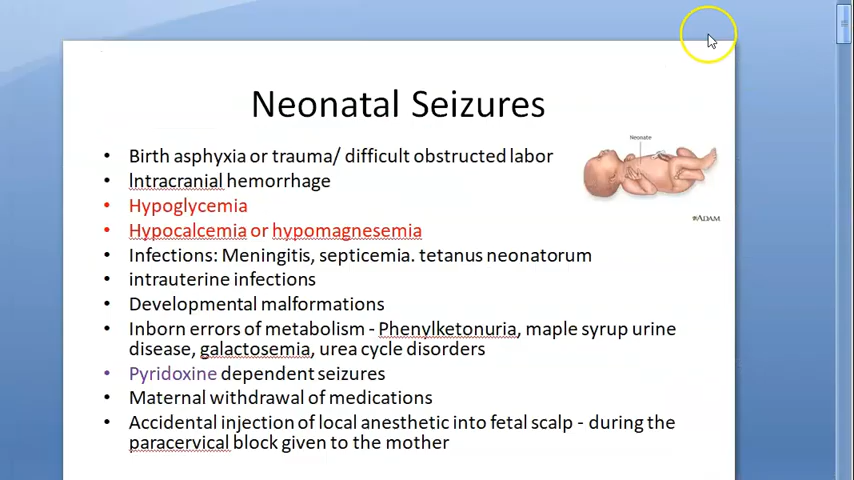 Neonatal Seizures
Neonate
• Birth asphyxia or trauma/ difficult obstructed labor
• Intracranial hemorrhage
• Hypoglycemia
• Hypocalcemia or hypomagnesemia
• Infections: Meningitis, septicemia. tetanus neonatorum
• intrauterine infections
• Developmental malformations
• Inborn errors of metabolism - Phenylketonuria, maple syrup urine
disease, galactosemia, urea cycle disorders
• Pyridoxine dependent seizures
• Maternal withdrawal of medications
• Accidental injection of local anesthetic into fetal scalp - during the
paracervical block given to the mother
ADAM